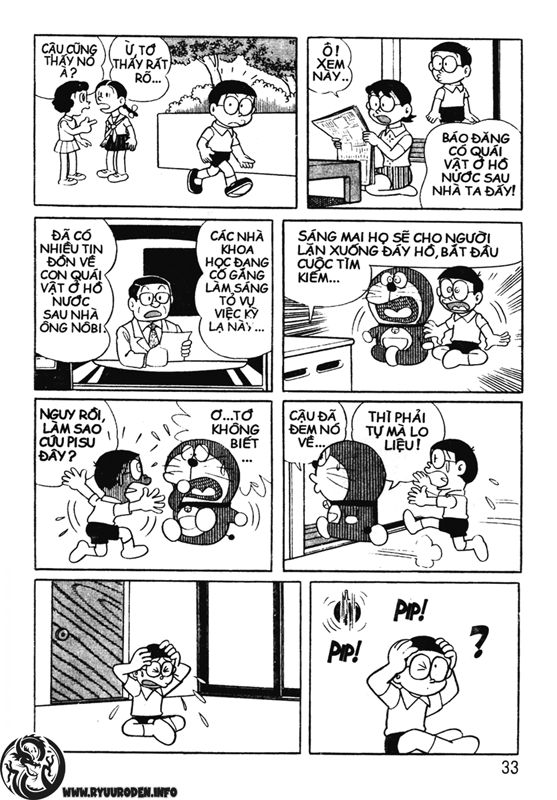 CẬU CŨNG
THẤY NÓ
À?
Ừ, TỚ
THẤY RẤT
RÕ...
Ồ!
XEM
NÀY..
BÁO ĐĂNG
CÓ QUÁI
VẬT Ở HỒ
NƯỚC SAU
NHÀ TA ĐẤY!
ĐÃ CÓ
NHIỀU TIN
ĐỒN VỀ
CON QUÁI
VẬT Ở HỒ
NƯỚC
SAU NHÀ
ÔNG NÔBI.
CÁC NHÀ
KHOA
HỌC ĐANG
CỐ GẮNG
LÀM SÁNG
TỎ VỤ
VIỆC KỲ
LẠ NÀY...
SÁNG MAI HỌ SẼ CHO NGƯỜI
LẶN XUỐNG ĐÁY HỒ, BẮT ĐẦU
CUỘC TÌM
KIẾM...
NGUY RỒI,
LÀM SAO
CỨU PISU
ĐÂY?
Ơ...TỚ
KHÔNG
BIẾT
...
CẬU ĐÃ
ĐEM NÓ
VỀ...
THÌ PHẢI
TỰ MÀ LO
LIỆU!
PIP!
PIP!
?
33
WWW.RYUURODEN.INFO